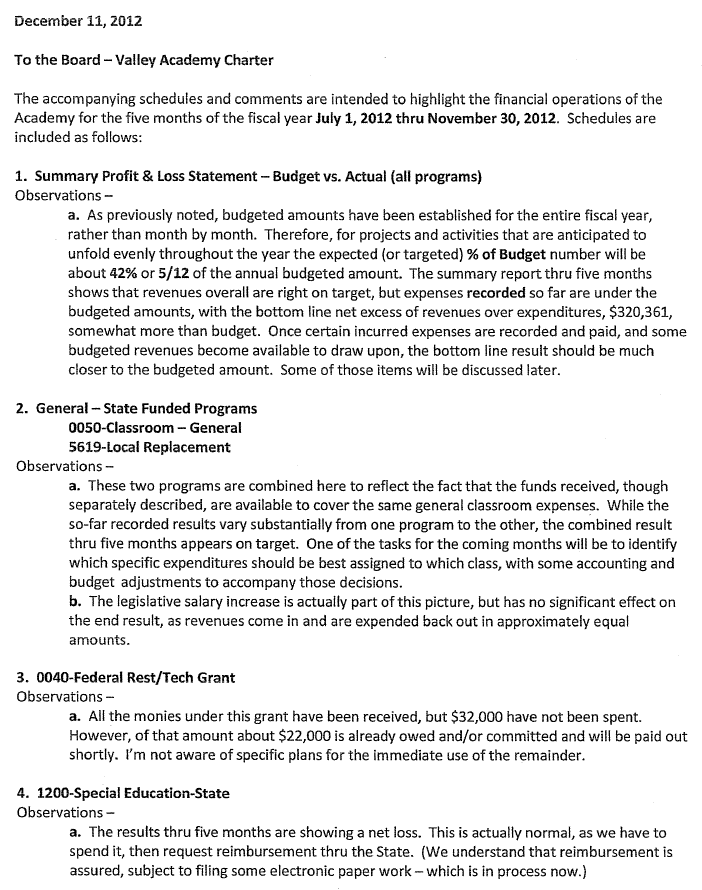 December 11, 2012
To the Board – Valley Academy Charter
The accompanying schedules and comments are intended to highlight the financial operations of the
Academy for the five months of the fiscal year July 1, 2012 thru November 30, 2012.  Schedules are
included as follows:
1.  Summary Profit & Loss Statement – Budget vs. Actual (all programs)
Observations –
a.  As previously noted, budgeted amounts have been established for the entire fiscal year,
rather than month by month.  Therefore, for projects and activities that are anticipated to
unfold evenly throughout the year the expected (or targeted) % of Budget number will be
about 42% or 5/12 of the annual budgeted amount.  The summary report thru five months
shows that revenues overall are right on target, but expenses recorded so far are under the
budgeted amounts, with the bottom line net excess of revenues over expenditures, $320,361,
somewhat more than budget.  Once certain incurred expenses are recorded and paid, and some
budgeted revenues become available to draw upon, the bottom line result should be much
closer to the budgeted amount.  Some of those items will be discussed later.
2.  General – State Funded Programs
0050-Classroom – General
5619-Local Replacement
Observations –
a.  These two programs are combined here to reflect the fact that the funds received, though
separately described, are available to cover the same general classroom expenses.  While the
so-far recorded results vary substantially from one program to the other, the combined result
thru five months appears on target.  One of the tasks for the coming months will be to identify
which specific expenditures should be best assigned to which class, with some accounting and
budget adjustments to accompany those decisions.
b.  The legislative salary increase is actually part of this picture, but has no significant effect on
the end result, as revenues come in and are expended back out in approximately equal
amounts.
3.  0040-Federal Rest/Tech Grant
Observations –
a.  All the monies under this grant have been received, but $32,000 have not been spent.
However, of that amount about $22,000 is already owed and/or committed and will be paid out
shortly.  I'm not aware of specific plans for the immediate use of the remainder.
4.  1200-Special Education-State
Observations –
a.  The results thru five months are showing a net loss.  This is actually normal, as we have to
spend it, then request reimbursement thru the State.  (We understand that reimbursement is
assured, subject to filing some electronic paper work – which is in process now.)